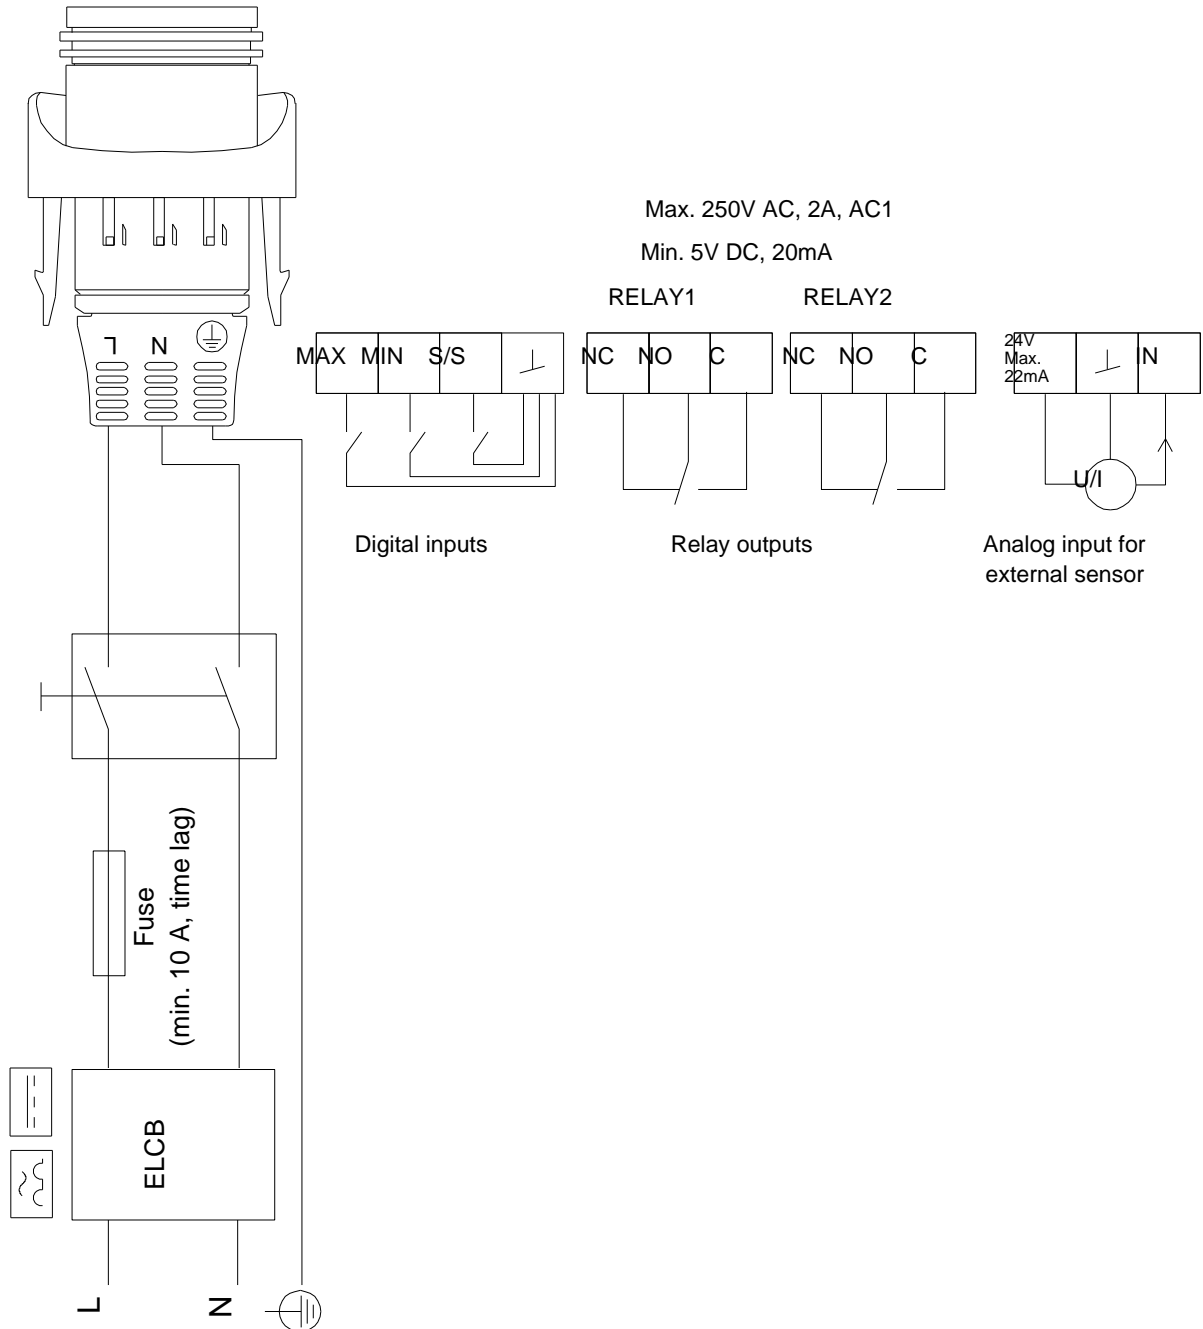 Max. 250V AC, 2A, AC1
Min. 5V DC, 20mA
RELAY1 RELAY2
L N
MAX MIN S/S NC NO C NC NO C
24V
Max.
22mA
IN
U/I
Digital inputs
Relay outputs
Analog input for
external sensor
Fuse
(min. 10 A, time lag)
ELCB
L N